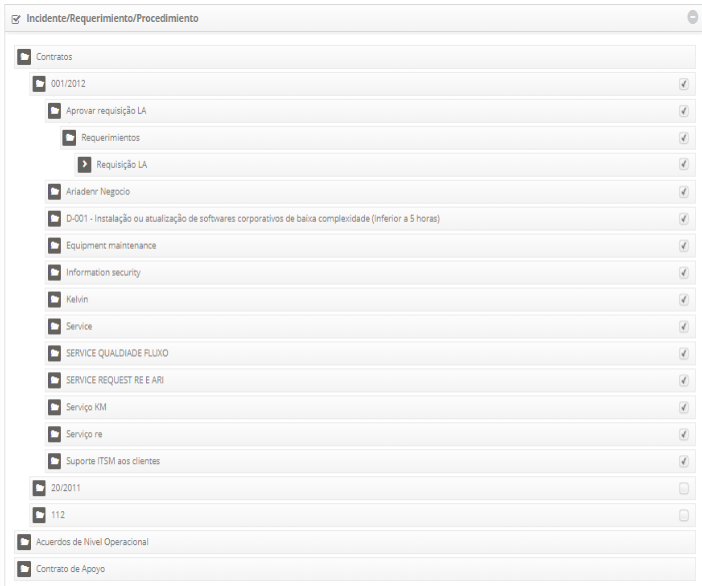 Incidente/Requerimiento/Procedimiento
Contratos
001/2012
Aprovar requisição LA
Requerimientos
Requisição LA
Ariadenr Negocio
D-001 - Instalação ou atualização de softwares corporativos de baixa complexidade (Inferior a 5 horas)
Equipment maintenance
Information security
Kelvin
Service
SERVICE QUALDIADE FLUXO
SERVICE REQUEST RE E ARI
Serviço KM
Serviço re
Suporte ITSM aos clientes
20/2011
112
Acuerdos de Nivel Operacional
Contrato de Apoyo